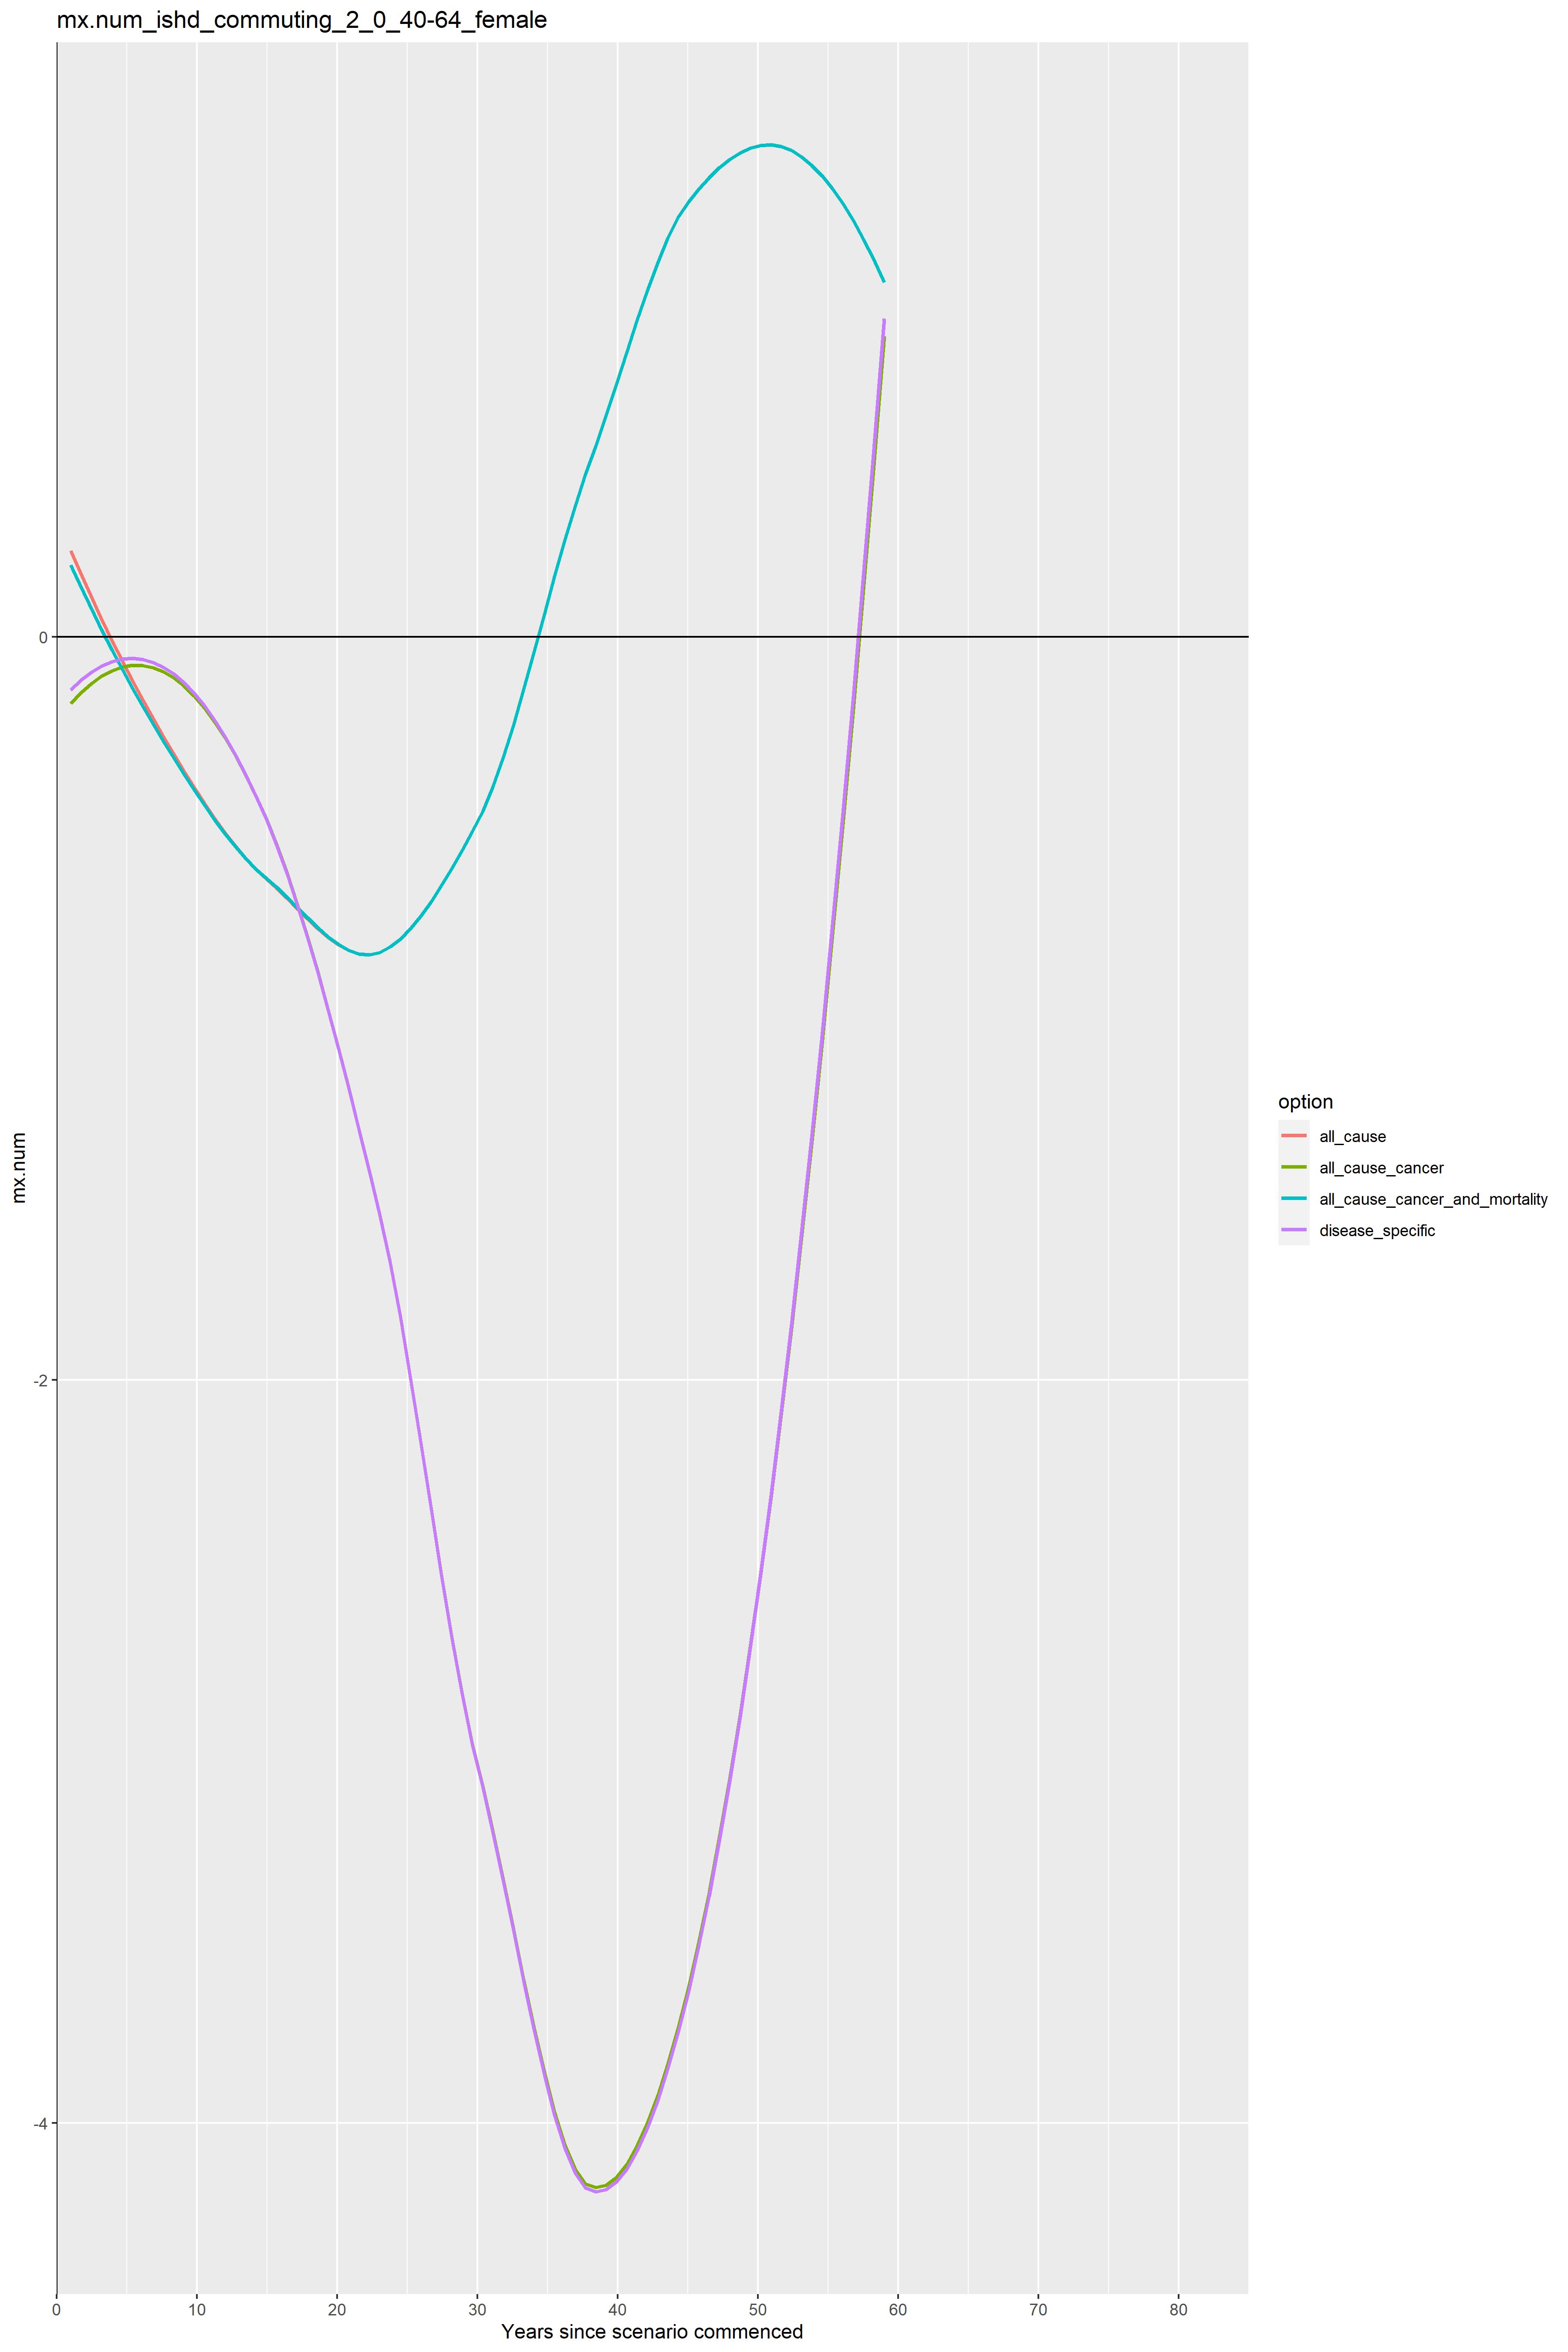 mx.num_ishd_commuting_2_0_40-64_female
mx.num
0
-2
-4
0 10 20 30 40 50 60 70 80
Years since scenario commenced
option
all_cause
all_cause_cancer
all_cause_cancer_and_mortality
disease_specific